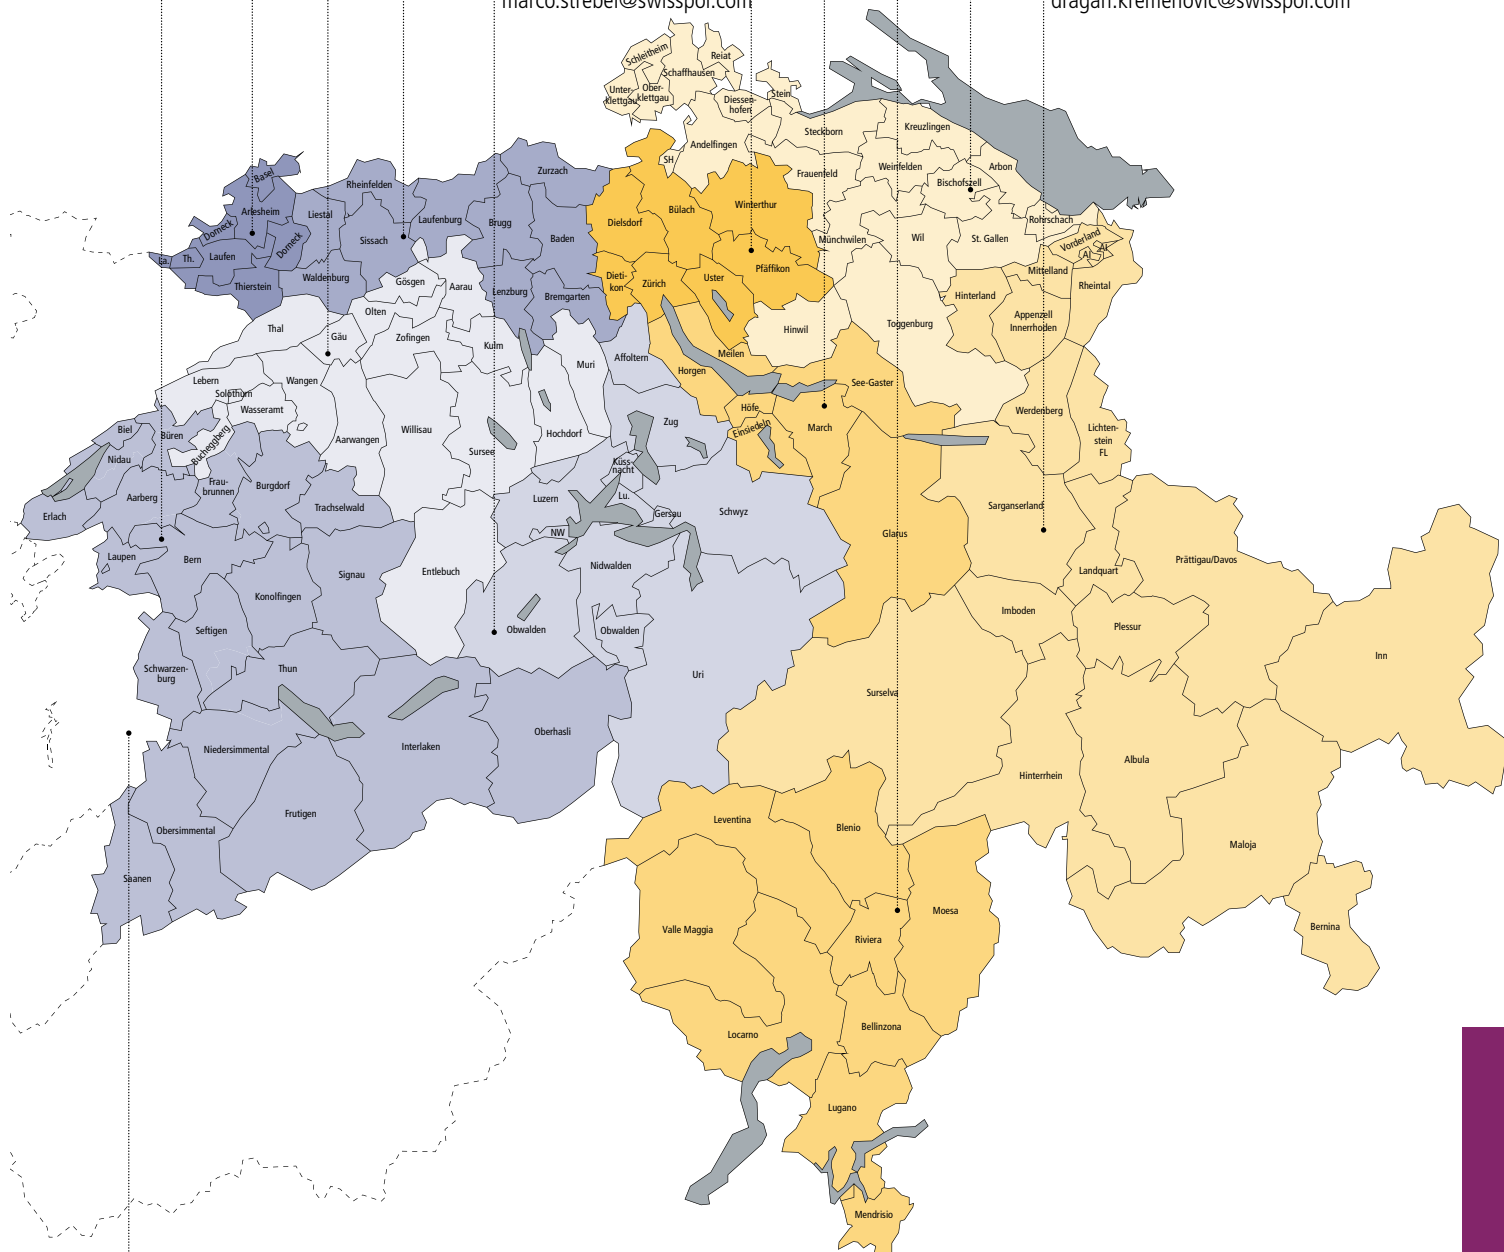 marco.strebel@swisspor.com
dragan.kremenovic@swisspor.com
Schleitheim
Reiat
Schaffhausen
Unter-
klettgau
Ober-
klettgau
Stein
Diessen-
hofen
Steckborn
Kreuzlingen
Andelfingen
SH
Frauenfeld
Weinfelden
Arbon
Bischofszell
Zurzach
Basel
Rheinfelden
Winterthur
Bülach
Dielsdorf
Arlesheim
Liestal
Laufenburg
Brugg
Baden
Rohrschach
Dorneck
Dorneck
Sissach
Münchwilen
Wil
St. Gallen
Vorderland
AI
AI
La.
Th.
Laufen
Thierstein
Waldenburg
Gösgen
Aarau
Lenzburg
Bremgarten
Dieti-
kon
Zürich
Uster
Pfäffikon
Mittelland
Rheintal
Hinterland
Appenzell
Innerrhoden
Olten
Thal
Gäu
Zofingen
Kulm
Muri
Affoltern
Meilen
Hinwil
Toggenburg
Horgen
See-Gaster
Lebern
Solothurn
Wangen
Wasseramt
Höfe
Einsiedeln
March
Werdenberg
Lichten-
stein
FL
Biel
Büren
Bucheggberg
Nidau
Aarwangen
Willisau
Sursee
Hochdorf
Zug
Küss-
nacht
Aarberg
Frau-
brunnen
Burgdorf
Trachselwald
Luzern
Lu.
Gersau
Schwyz
Erlach
NW
Glarus
Sarganserland
Laupen
Bern
Signau
Entlebuch
Nidwalden
Landquart
Prättigau/Davos
Konolfingen
Imboden
Seftigen
Obwalden
Obwalden
Plessur
Schwarzen-
burg
Thun
Uri
Surselva
Inn
Niedersimmental
Interlaken
Oberhasli
Hinterrhein
Albula
Frutigen
Obersimmental
Leventina
Blenio
Maloja
Saanen
Valle Maggia
Riviera
Moesa
Bernina
Locarno
Bellinzona
Lugano
Mendrisio